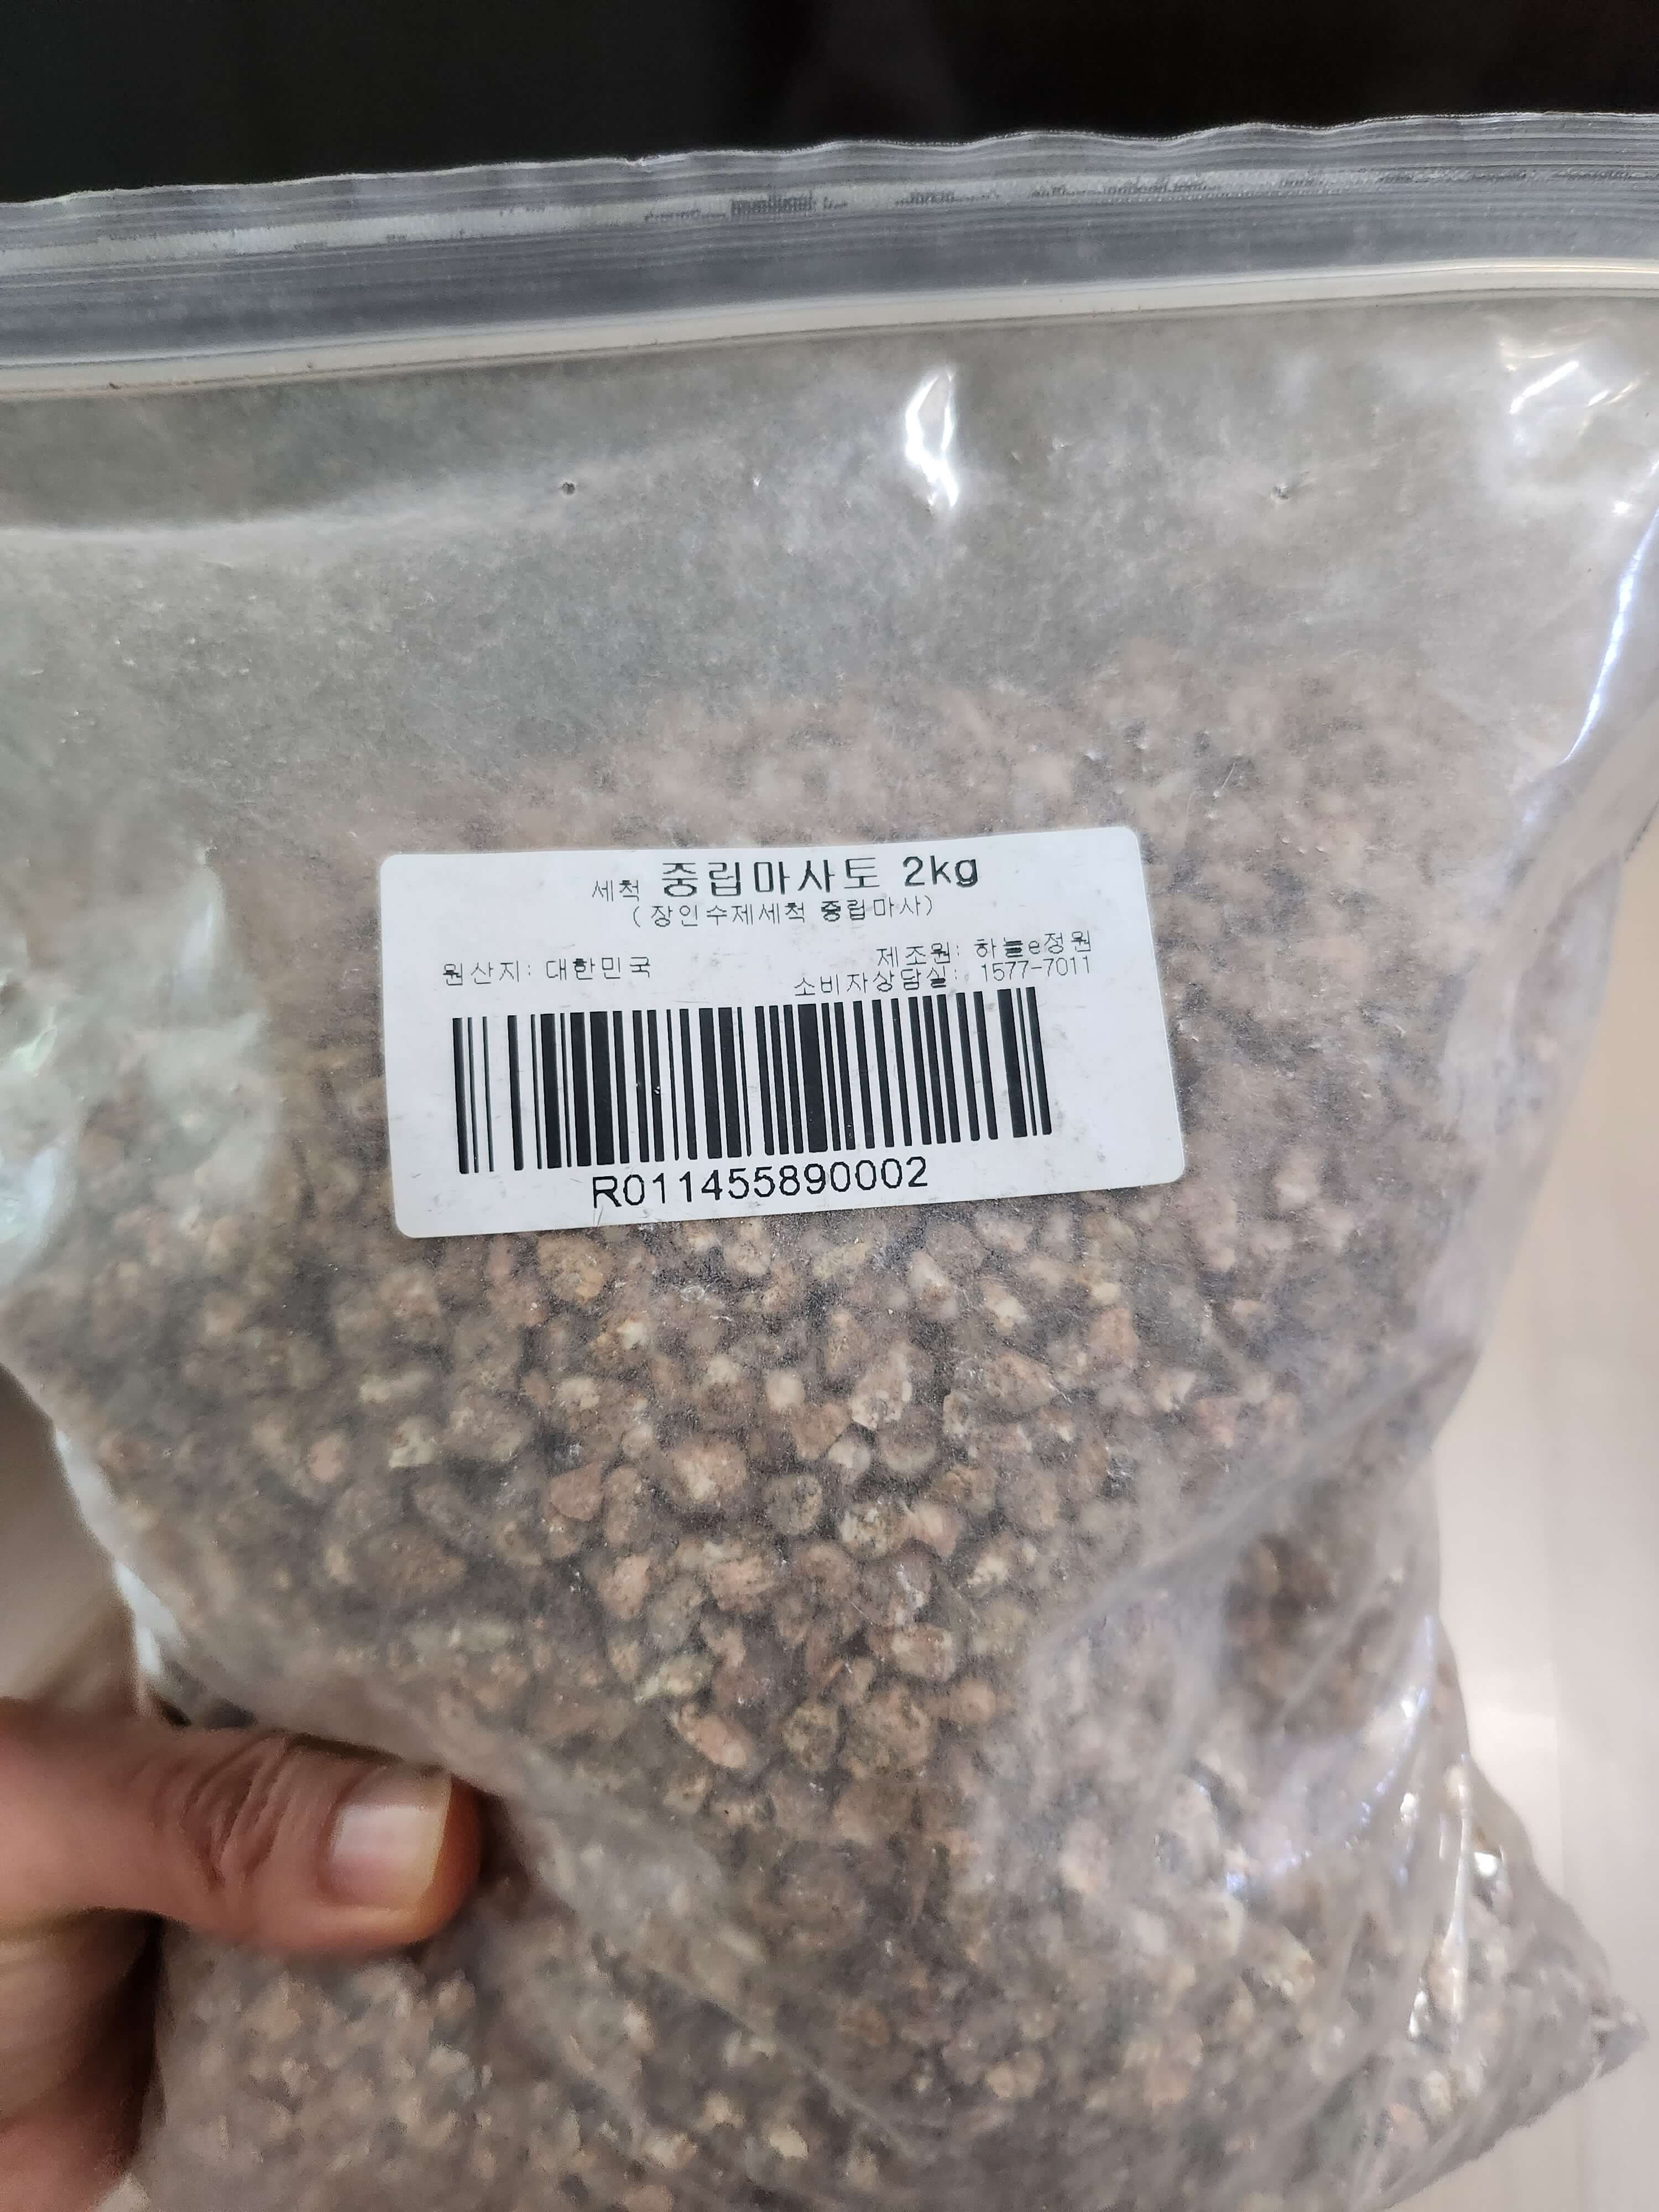 세척 중립마사토 2kg
( 장인수제세척 중립마사)
원산지: 대한민국
제조원: 하늘e정원
소비자상담실: 1577-7011
R011455890002